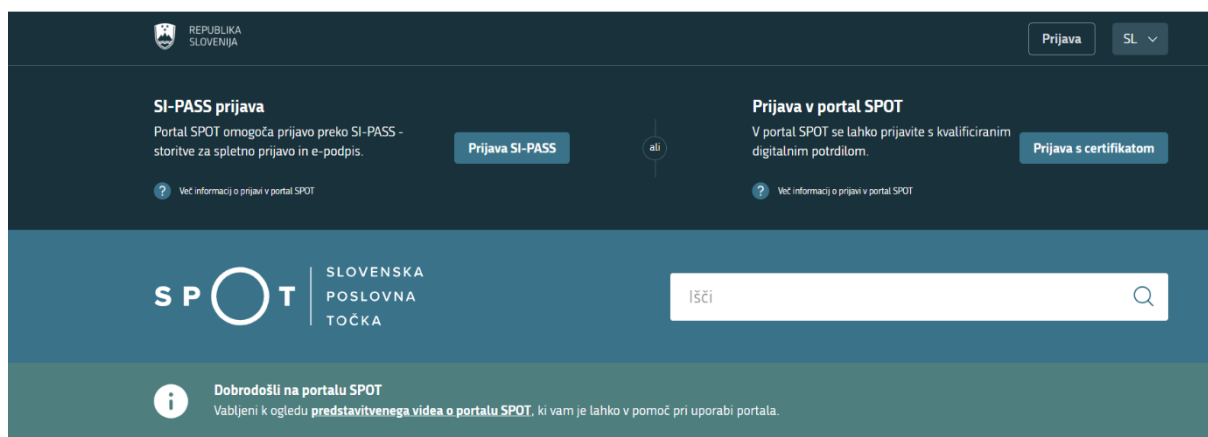 REPUBLIKA
SLOVENIJA
Prijava
SL
SI-PASS prijava
Portal SPOT omogoča prijavo preko SI-PASS -
storitve za spletno prijavo in e-podpis.
Prijava SI-PASS
? Več informacij o prijavi v portal SPOT
ali
Prijava v portal SPOT
V portal SPOT se lahko prijavite s kvalificiranim
digitalnim potrdilom.
Prijava s certifikatom
? Več informacij o prijavi v portal SPOT
SPOT
SLOVENSKA
POSLOVNA
TOČKA
Išči
i
Dobrodošli na portalu SPOT
Vabljeni k ogledu predstavitvenega videa o portalu SPOT, ki vam je lahko v pomoč pri uporabi portala.